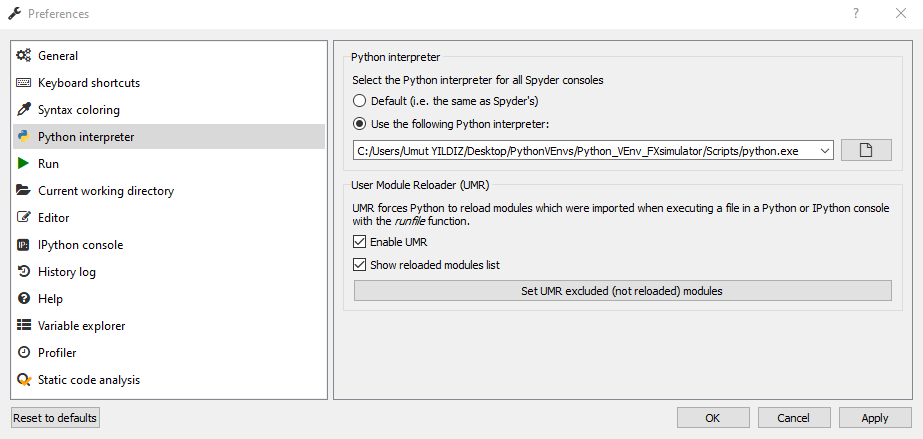 Preferences
?
General
Keyboard shortcuts
Syntax coloring
Python interpreter
Run
Current working directory
Editor
IP: IPython console
History log
Help
Variable explorer
Profiler
Static code analysis
Python interpreter
Select the Python interpreter for all Spyder consoles
Default (i.e. the same as Spyder's)
Use the following Python interpreter:
C:/Users/Umut YILDIZ/Desktop/PythonVEnvs/Python_VEnv_FXsimulator/Scripts/python.exe
User Module Reloader (UMR)
UMR forces Python to reload modules which were imported when executing a file in a Python or IPython console
with the runfile function.
Enable UMR
Show reloaded modules list
Set UMR excluded (not reloaded) modules
Reset to defaults
OK
Cancel
Apply